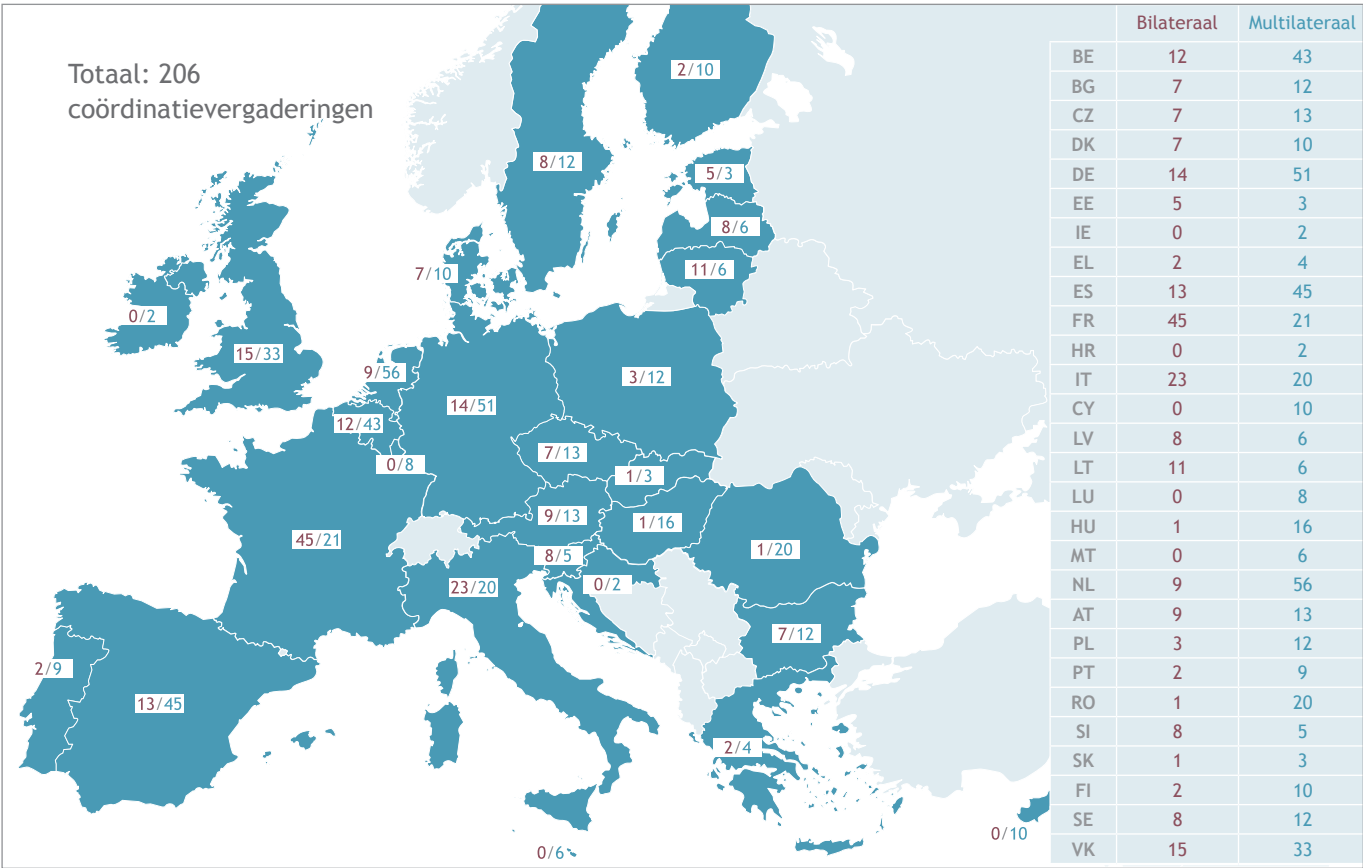 Totaal: 206
coördinatievergaderingen
2/10
8/12
5/3
8/6
11/6
7/10
0/2
15/33
9/56
3/12
14/51
12/43
7/13
0/8
1/3
9/13
1/16
45/21
8/5
1/20
23/20
0/2
7/12
2/9
13/45
2/4
0/10
0/6
Bilateraal Multilateraal
BE 12 43
BG 7 12
CZ 7 13
DK 7 10
DE 14 51
EE 5 3
IE 0 2
EL 2 4
ES 13 45
FR 45 21
HR 0 2
IT 23 20
CY 0 10
LV 8 6
LT 11 6
LU 0 8
HU 1 16
MT 0 6
NL 9 56
AT 9 13
PL 3 12
PT 2 9
RO 1 20
SI 8 5
SK 1 3
FI 2 10
SE 8 12
VK 15 33